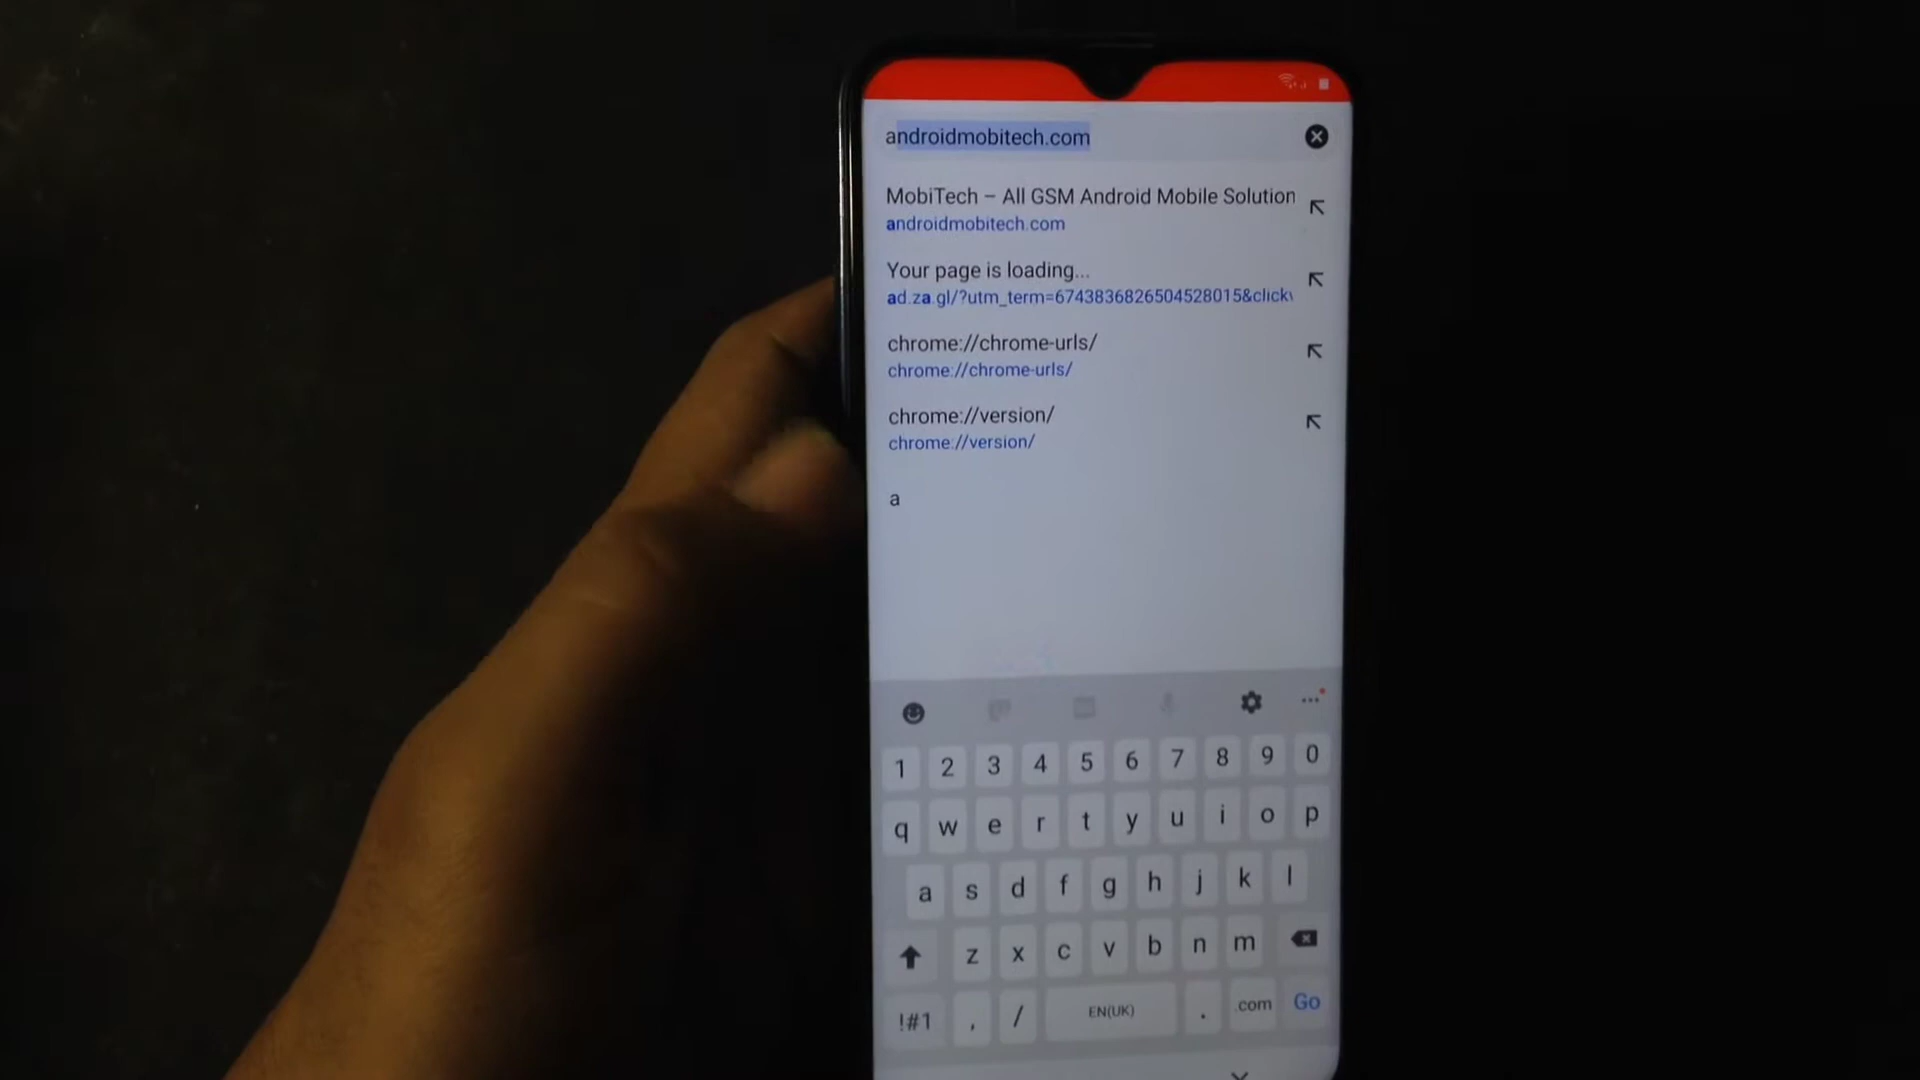 androidmobitech.com
MobiTech – All GSM Android Mobile Solution
androidmobitech.com
Your page is loading...
ad.za.gl/?utm_term=6743836826504528015&click
chrome://chrome-urls/
chrome://chrome-urls/
chrome://version/
chrome://version/
a
1 2 3 4 5 6 7 8 9 0
q w e r t y u i o p
a s d f g h j k l
z x c v b n m
!#1 , / EN(UK) . .com Go